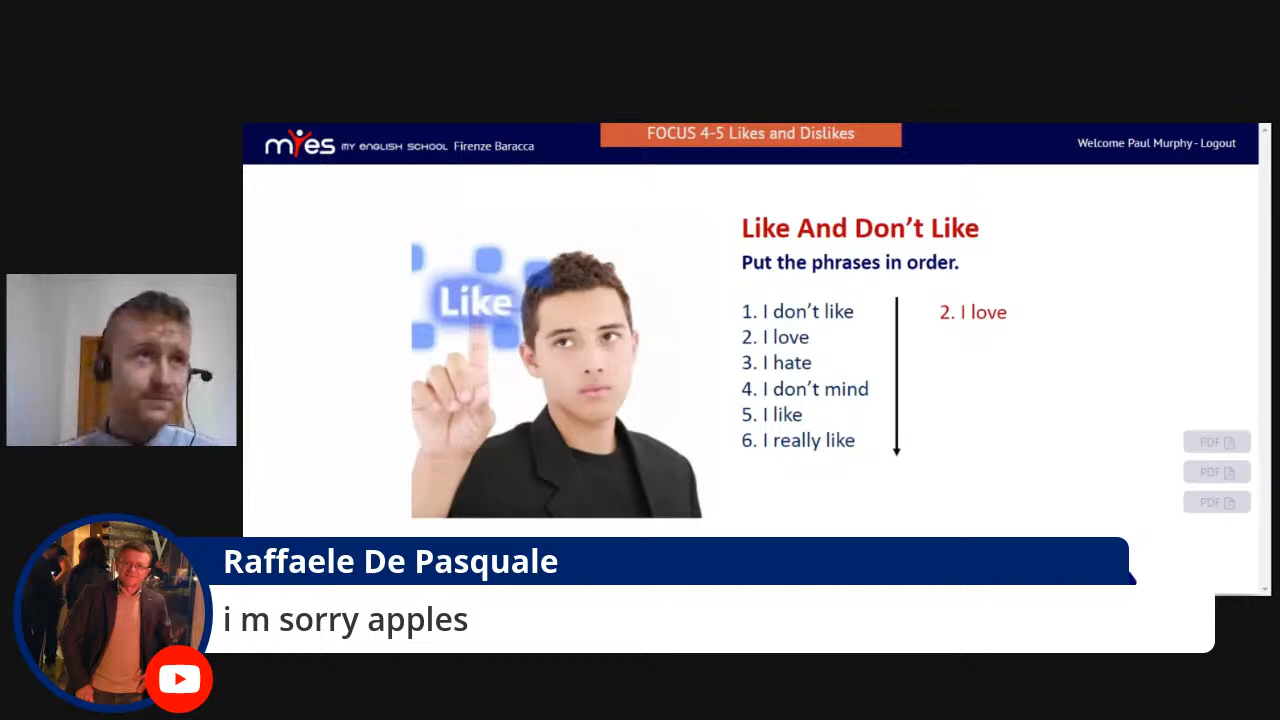 myes MY ENGLISH SCHOOL Firenze Baracca
FOCUS 4-5 Likes and Dislikes
Welcome Paul Murphy - Logout
Like
Like And Don't Like
Put the phrases in order.
1. I don't like
2. I love
3. I hate
4. I don't mind
5. I like
6. I really like
2. I love
PDF
PDF
PDF
Raffaele De Pasquale
i m sorry apples